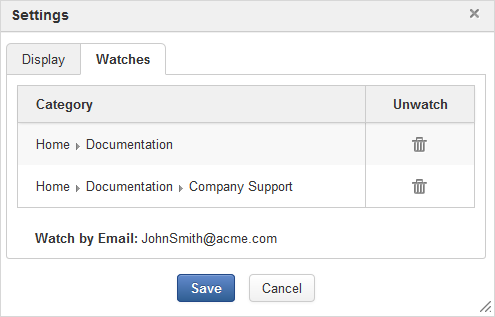 Settings
Display Watches
Category Unwatch
Home Documentation
Home Documentation Company Support
Watch by Email: JohnSmith@acme.com
Save Cancel